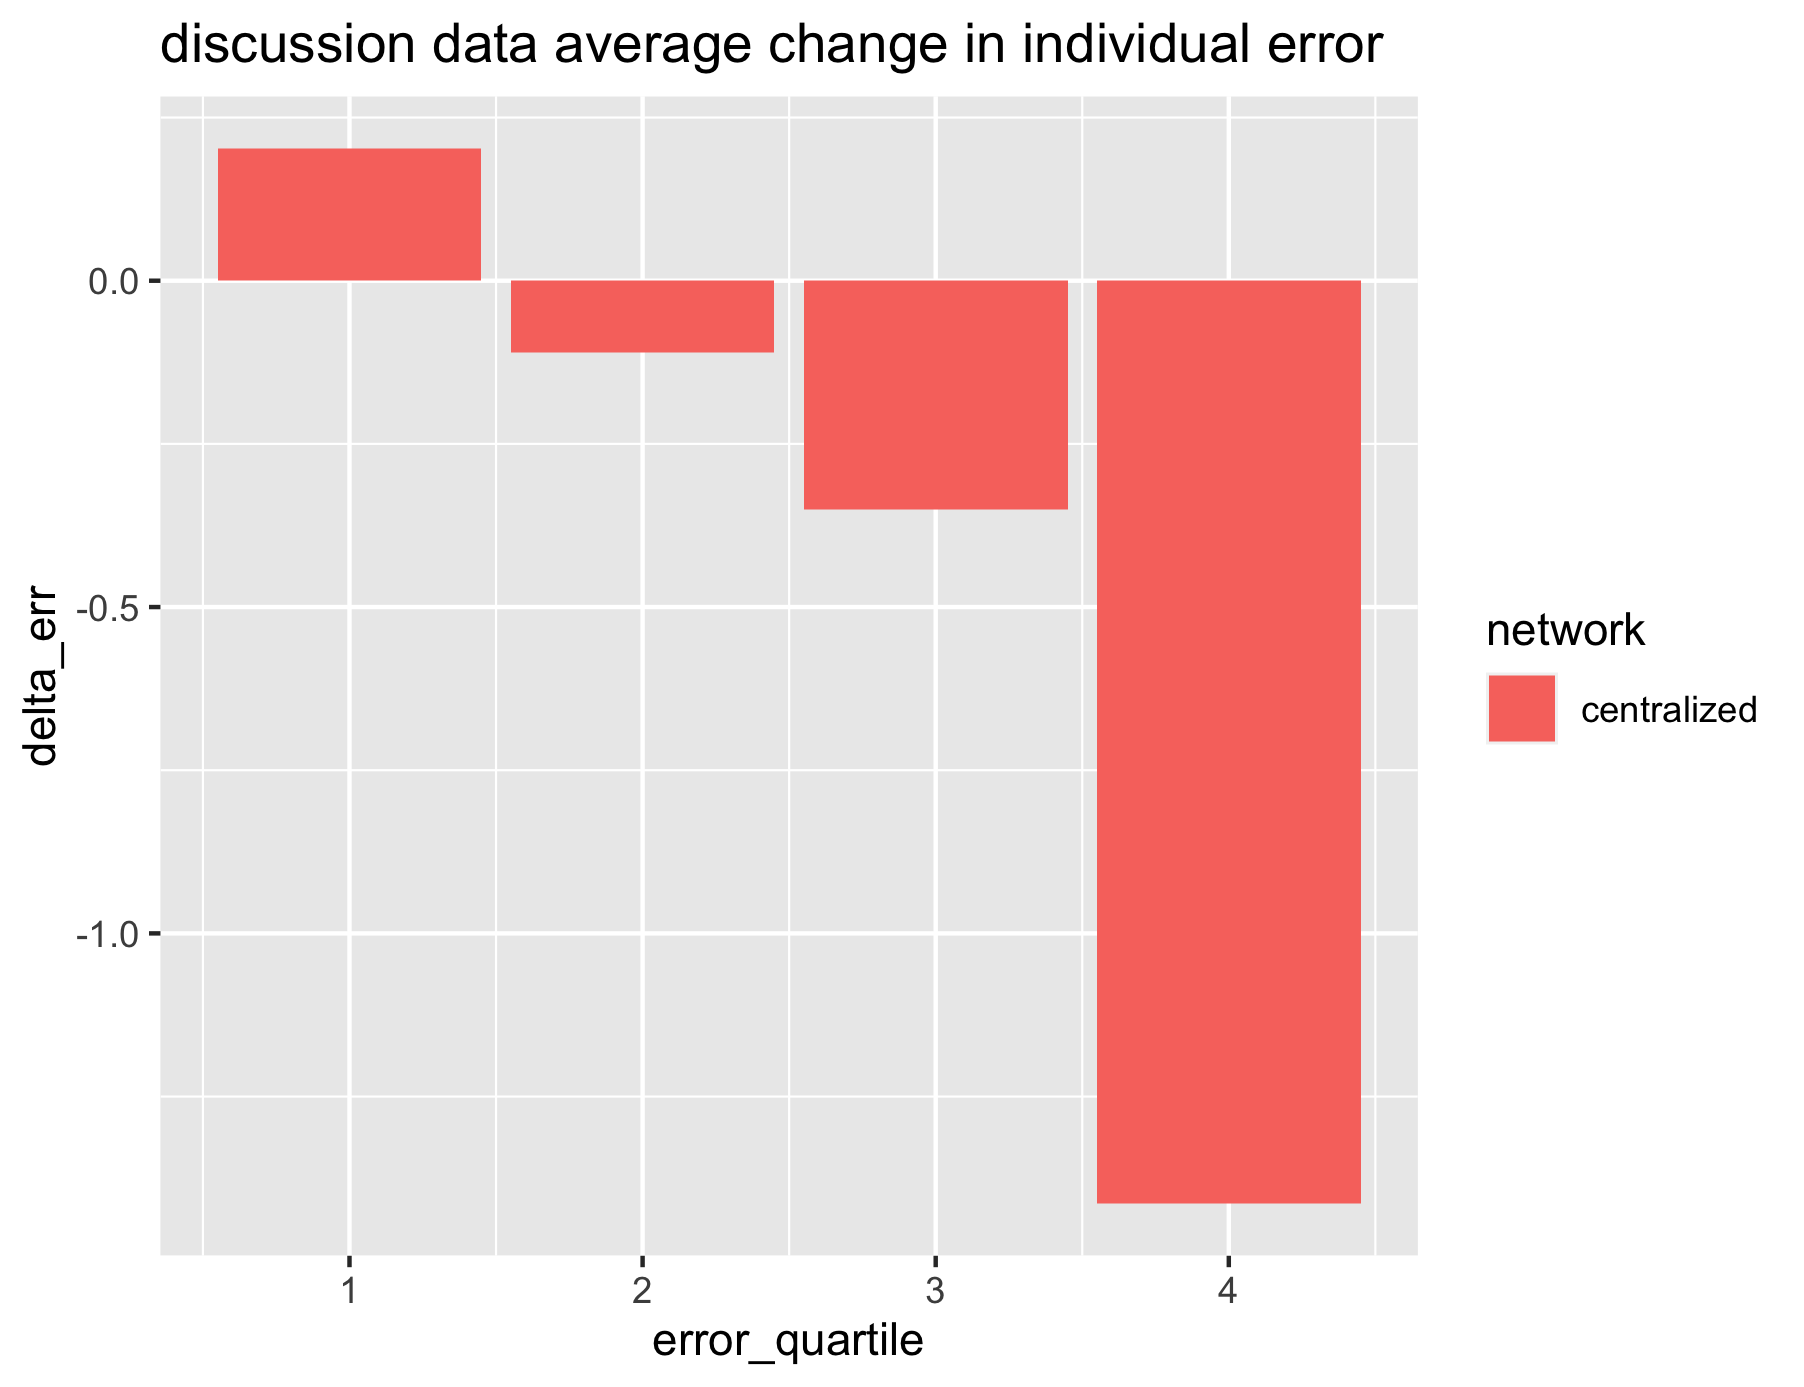 discussion data average change in individual error
0.0
-0.5
-1.0
delta_err
1 2 3 4
error_quartile
network
centralized